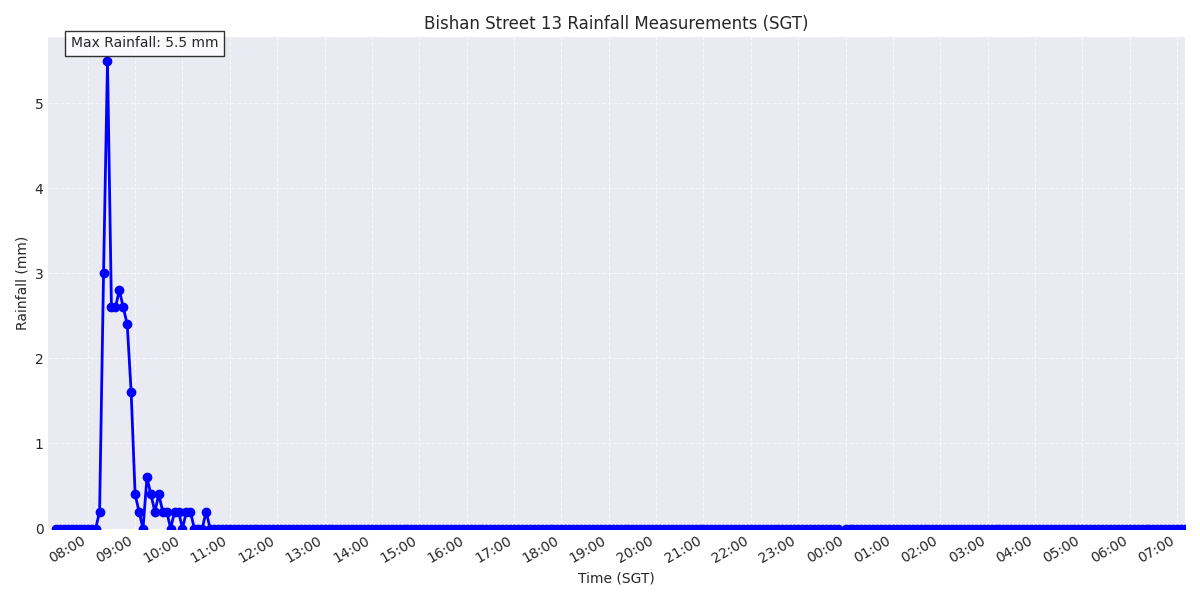 Bishan Street 13 Rainfall Measurements (SGT)
Max Rainfall: 5.5 mm
Rainfall (mm)
5
4
3
2
1
0
08:00 09:00 10:00 11:00 12:00 13:00 14:00 15:00 16:00 17:00 18:00 19:00 20:00 21:00 22:00 23:00 00:00 01:00 02:00 03:00 04:00 05:00 06:00 07:00
Time (SGT)